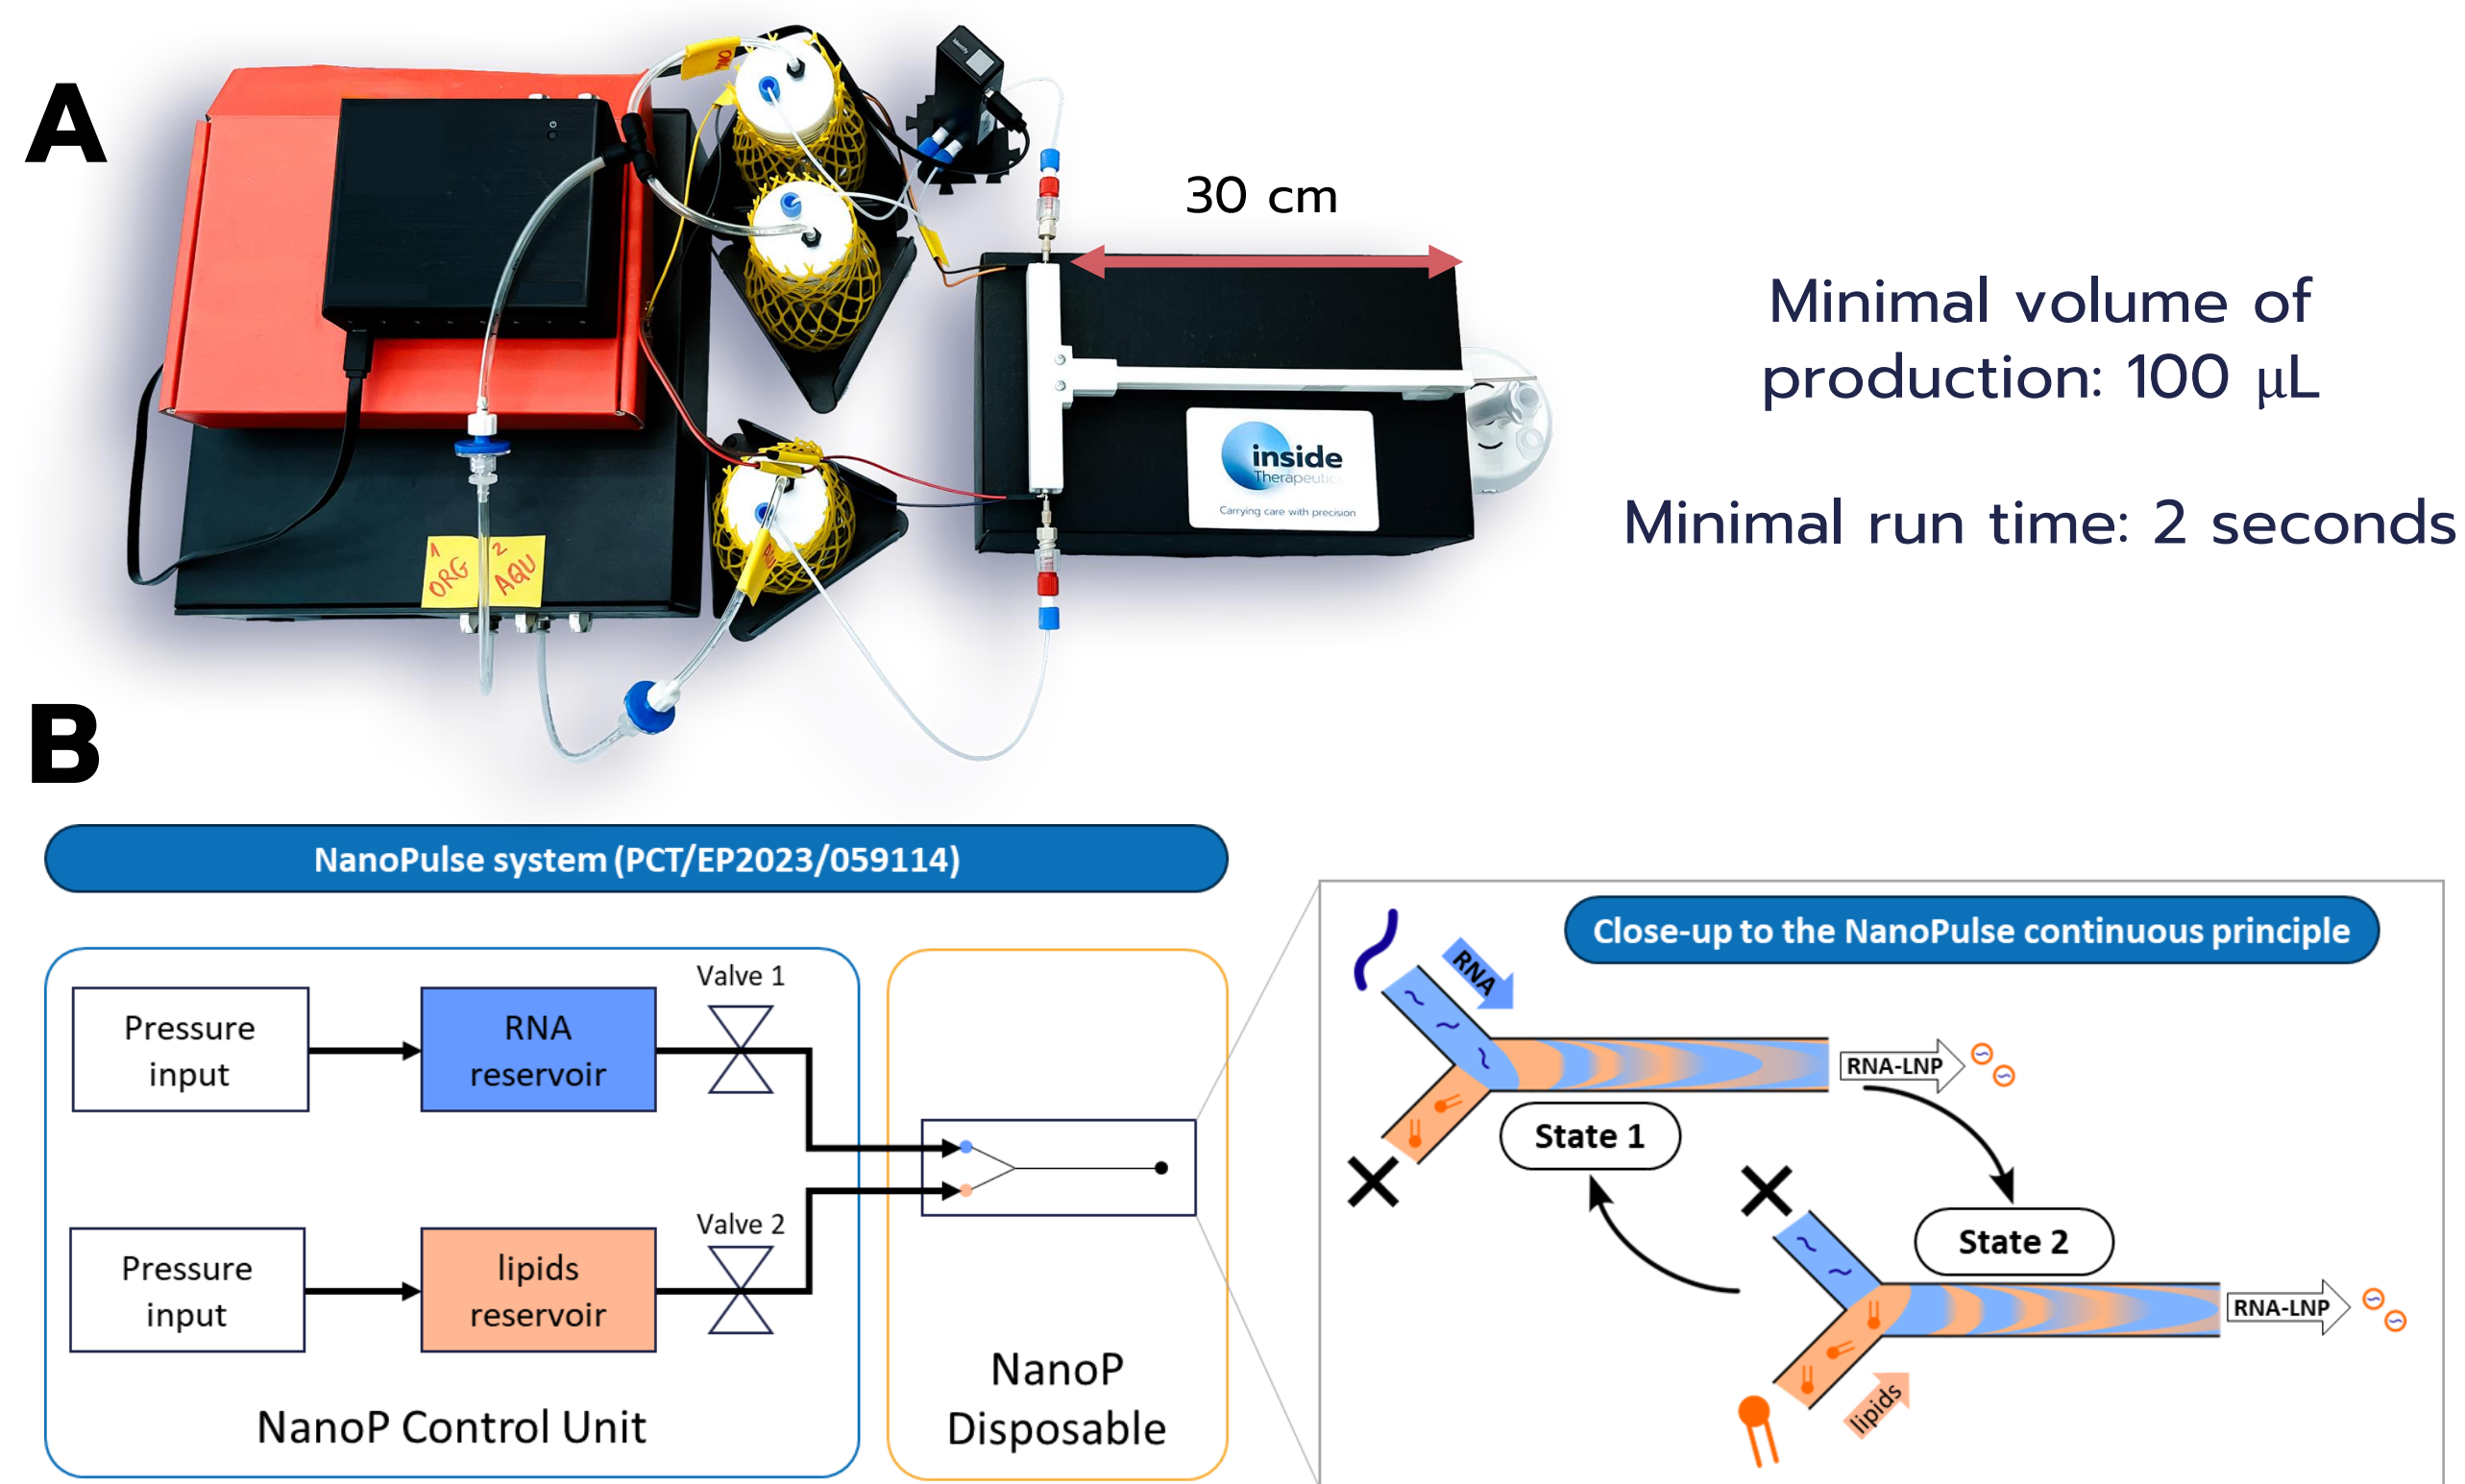 A
30 cm
Minimal volume of
production: 100 μL
Minimal run time: 2 seconds
inside
Therapeutics
Carrying care with precision
1
ORG
2
AQU
B
NanoPulse system (PCT/EP2023/059114)
Pressure
input
RNA
reservoir
Valve 1
Pressure
input
lipids
reservoir
Valve 2
NanoP Control Unit
NanoP
Disposable
Close-up to the NanoPulse continuous principle
RNA
RNA-LNP
State 1
State 2
RNA-LNP
lipids